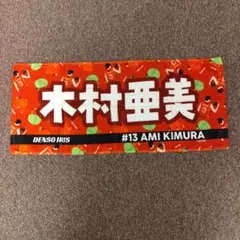 木村亜美
DENSO IRIS
#13 AMI KIMURA